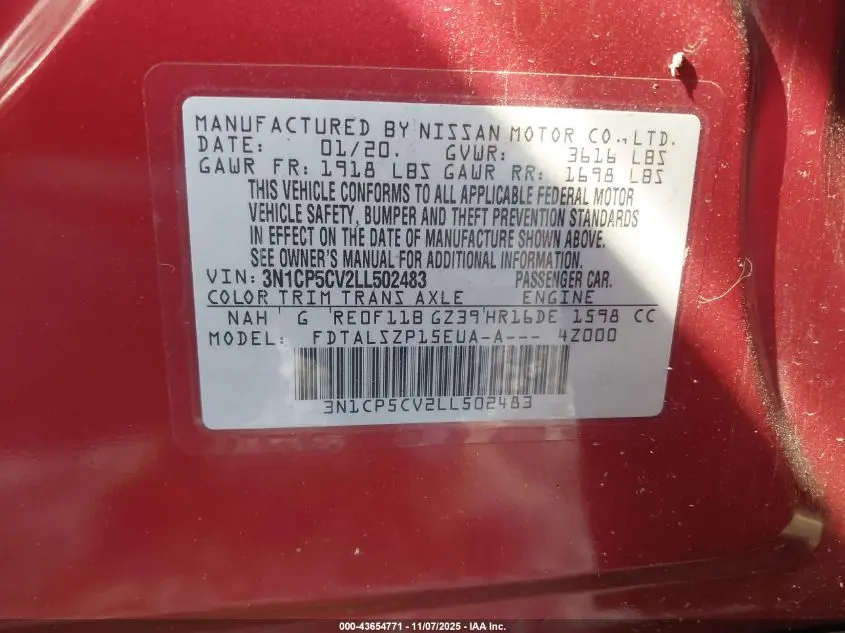 MANUFACTURED BY NISSAN MOTOR CO., LTD.
DATE: 01/20. GVWR: 3616 LBS
GAWR FR: 1918 LBS GAWR RR: 1698 LBS
THIS VEHICLE CONFORMS TO ALL APPLICABLE FEDERAL MOTOR
VEHICLE SAFETY, BUMPER AND THEFT PREVENTION STANDARDS
IN EFFECT ON THE DATE OF MANUFACTURE SHOWN ABOVE.
SEE OWNER'S MANUAL FOR ADDITIONAL INFORMATION.
VIN: 3N1CP5CV2LL502483 PASSENGER CAR.
COLOR TRIM TRANS AXLE ENGINE
NAH G RE0F11B GZ39 HR16DE 1598 CC
MODEL: FDTALSZP15EUA-A--- 4Z000
3N1CP5CV2LL502483
000-43654771 - 11/07/2025 - IAA Inc.